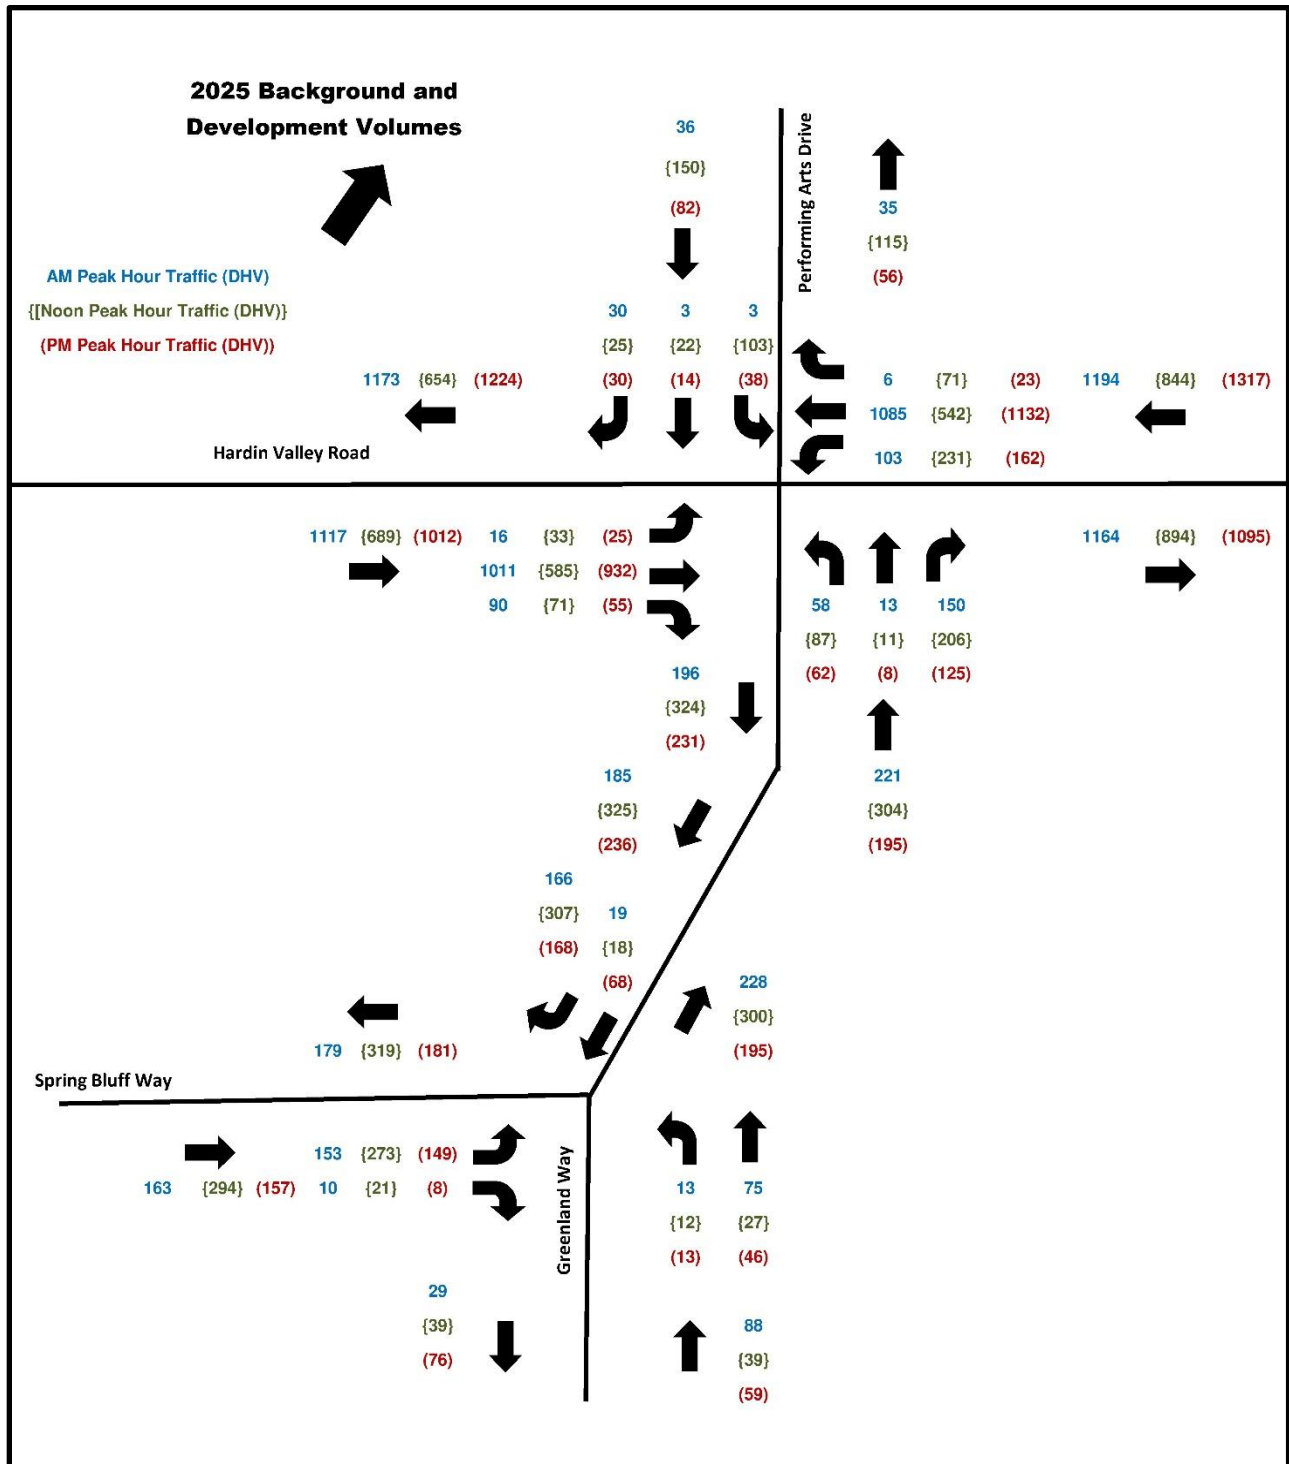 2025 Background and
Development Volumes
36
{150}
(82)
Performing Arts Drive
35
{115}
(56)
AM Peak Hour Traffic (DHV)
{[Noon Peak Hour Traffic (DHV)}
(PM Peak Hour Traffic (DHV))
30 3 3
{25} {22} {103}
1173 {654} (1224) (30) (14) (38) 6 {71} (23) 1194 {844} (1317)
1085 {542} (1132)
Hardin Valley Road 103 {231} (162)
1117 {689} (1012) 16 {33} (25) 1164 {894} (1095)
1011 {585} (932)
90 {71} (55) 58 13 150
{87} {11} {206}
196 (62) (8) (125)
{324}
(231)
185 221
{325} {304}
(236) (195)
166
{307} 19
(168) {18}
(68) 228
{300}
179 {319} (181) (195)
Spring Bluff Way
153 {273} (149)
163 {294} (157) 10 {21} (8) 13 75
Greenland Way
{12} {27}
(13) (46)
29
{39} 88
(76) {39}
(59)